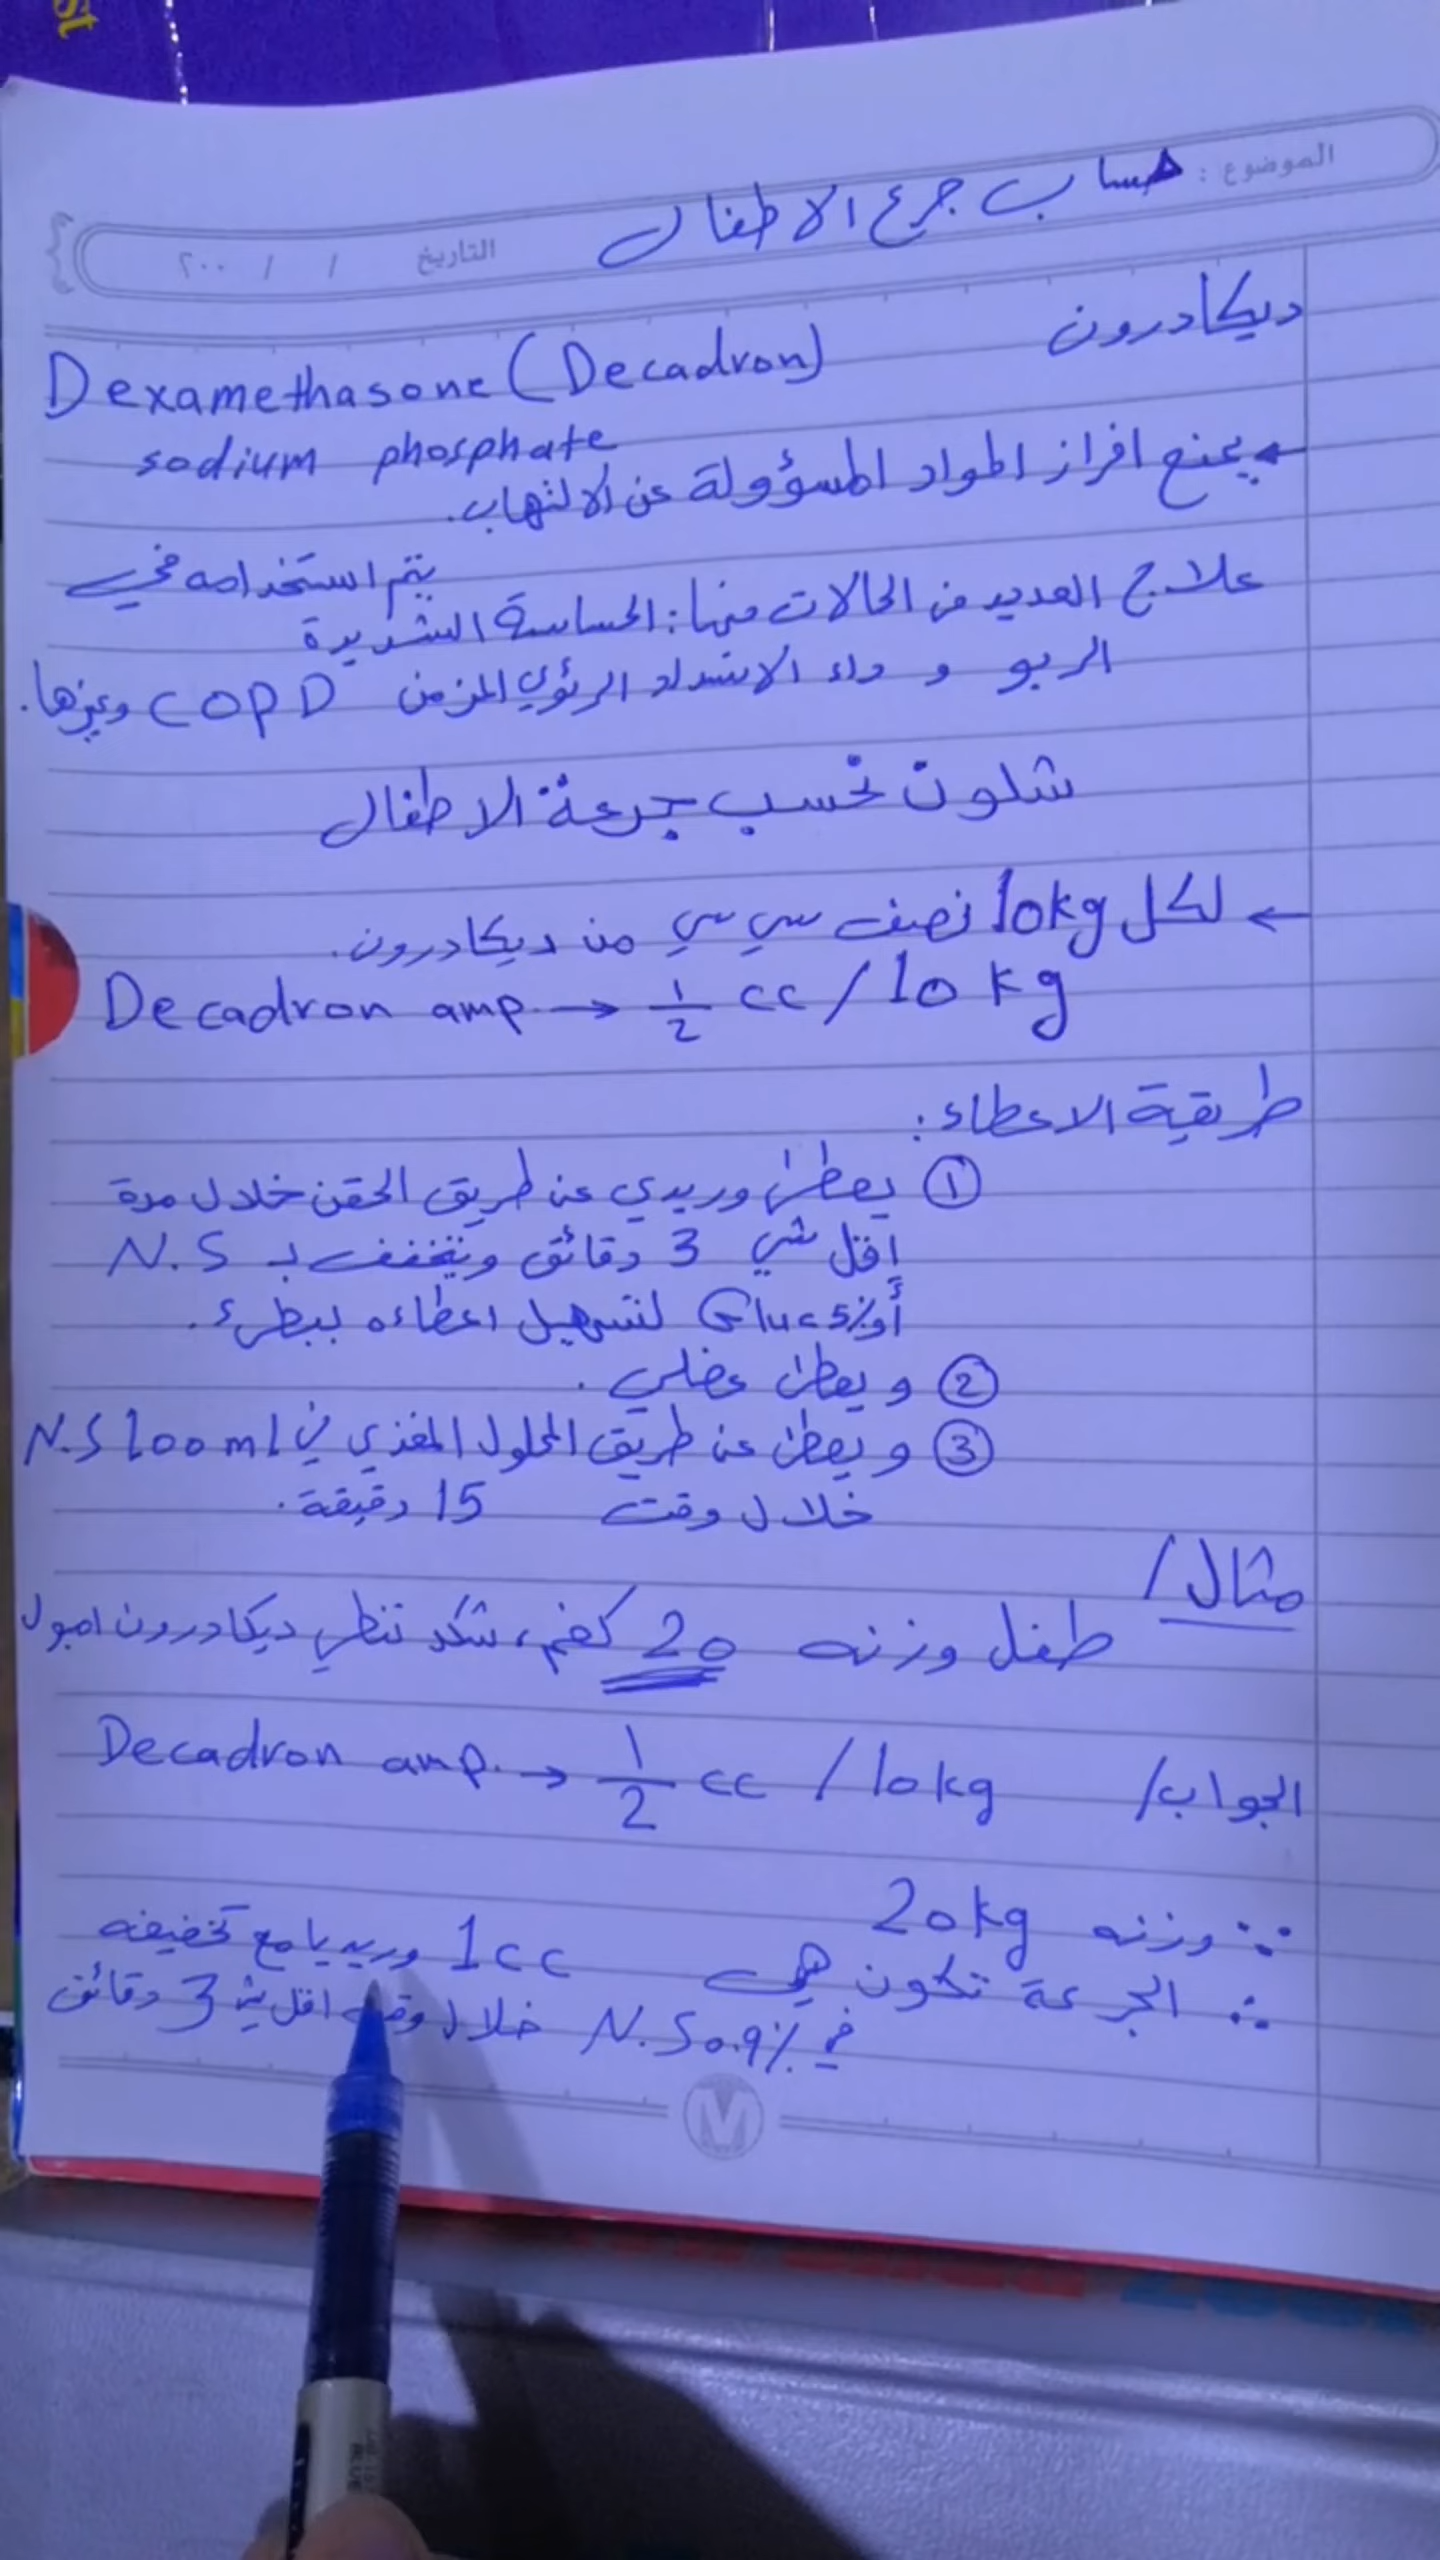 st
الموضوع : حساب جرع الاطفال
التاريخ / / ٢٠٠
ديكادرون
Dexamethasone (Decadron)
sodium phosphate
← يمنع افراز المواد المسؤولة عن الالتهاب.
يتم استخدامه في
علاج العديد من الحالات منها: الحساسية الشديدة
الربو و داء الانسداد الرئوي المزمن COPD وغيرها.
شلون نحسب جرعة الاطفال
← لكل 10kg نصف سي سي من ديكادرون.
Decadron amp. → 1/2 cc / 10 kg
طريقة الاعطاء:
① يعطى وريدي عن طريق الحقن خلال مدة
اقل شي 3 دقائق ويخفف بـ N.S
أو Gluc 5% لتسهيل اعطاءه ببطء.
② و يعطى عضلي.
③ و يعطى عن طريق المحلول المغذي في N.S 100ml
خلال وقت 15 دقيقة.
مثال/
طفل وزنه 20 كغم، شكد ننطي ديكادرون امبول
الجواب/ Decadron amp. → 1/2 cc / 10kg
∵ وزنه 20kg
∴ الجرعة تكون هي 1cc وريديا مع تخفيفه
في N.S 0.9% خلال وقت اقل شي 3 دقائق
M